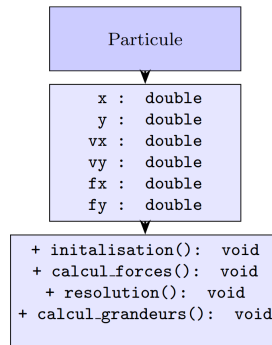 Particule
x : double
y : double
vx : double
vy : double
fx : double
fy : double
+ initalisation(): void
+ calcul_forces(): void
+ resolution(): void
+ calcul_grandeurs(): void